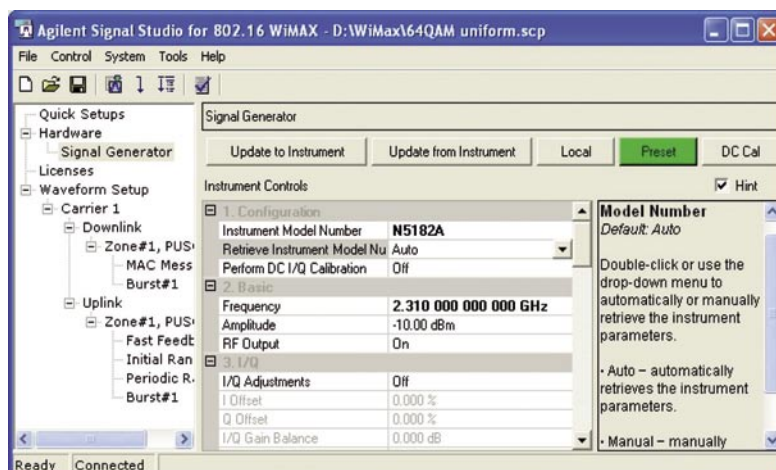 Agilent Signal Studio for 802.16 WiMAX - D:\WiMax\64QAM uniform.scp
File Control System Tools Help
Quick Setups
Hardware
Signal Generator
Licenses
Waveform Setup
Carrier 1
Downlink
Zone#1, PUS
MAC Mess
Burst#1
Uplink
Zone#1, PUS
Fast Feedb
Initial Ran
Periodic R
Burst#1
Signal Generator
Update to Instrument Update from Instrument Local Preset DC Cal
Instrument Controls Hint
1. Configuration
Instrument Model Number N5182A
Retrieve Instrument Model Nu Auto
Perform DC I/Q Calibration Off
2. Basic
Frequency 2.310 000 000 000 GHz
Amplitude -10.00 dBm
RF Output On
3. I/Q
I/Q Adjustments Off
I Offset 0.000 %
Q Offset 0.000 %
I/Q Gain Balance 0.000 dB
Model Number
Default: Auto
Double-click or use the
drop-down menu to
automatically or manually
retrieve the instrument
parameters.
· Auto – automatically
retrieves the instrument
parameters.
· Manual – manually
Ready Connected